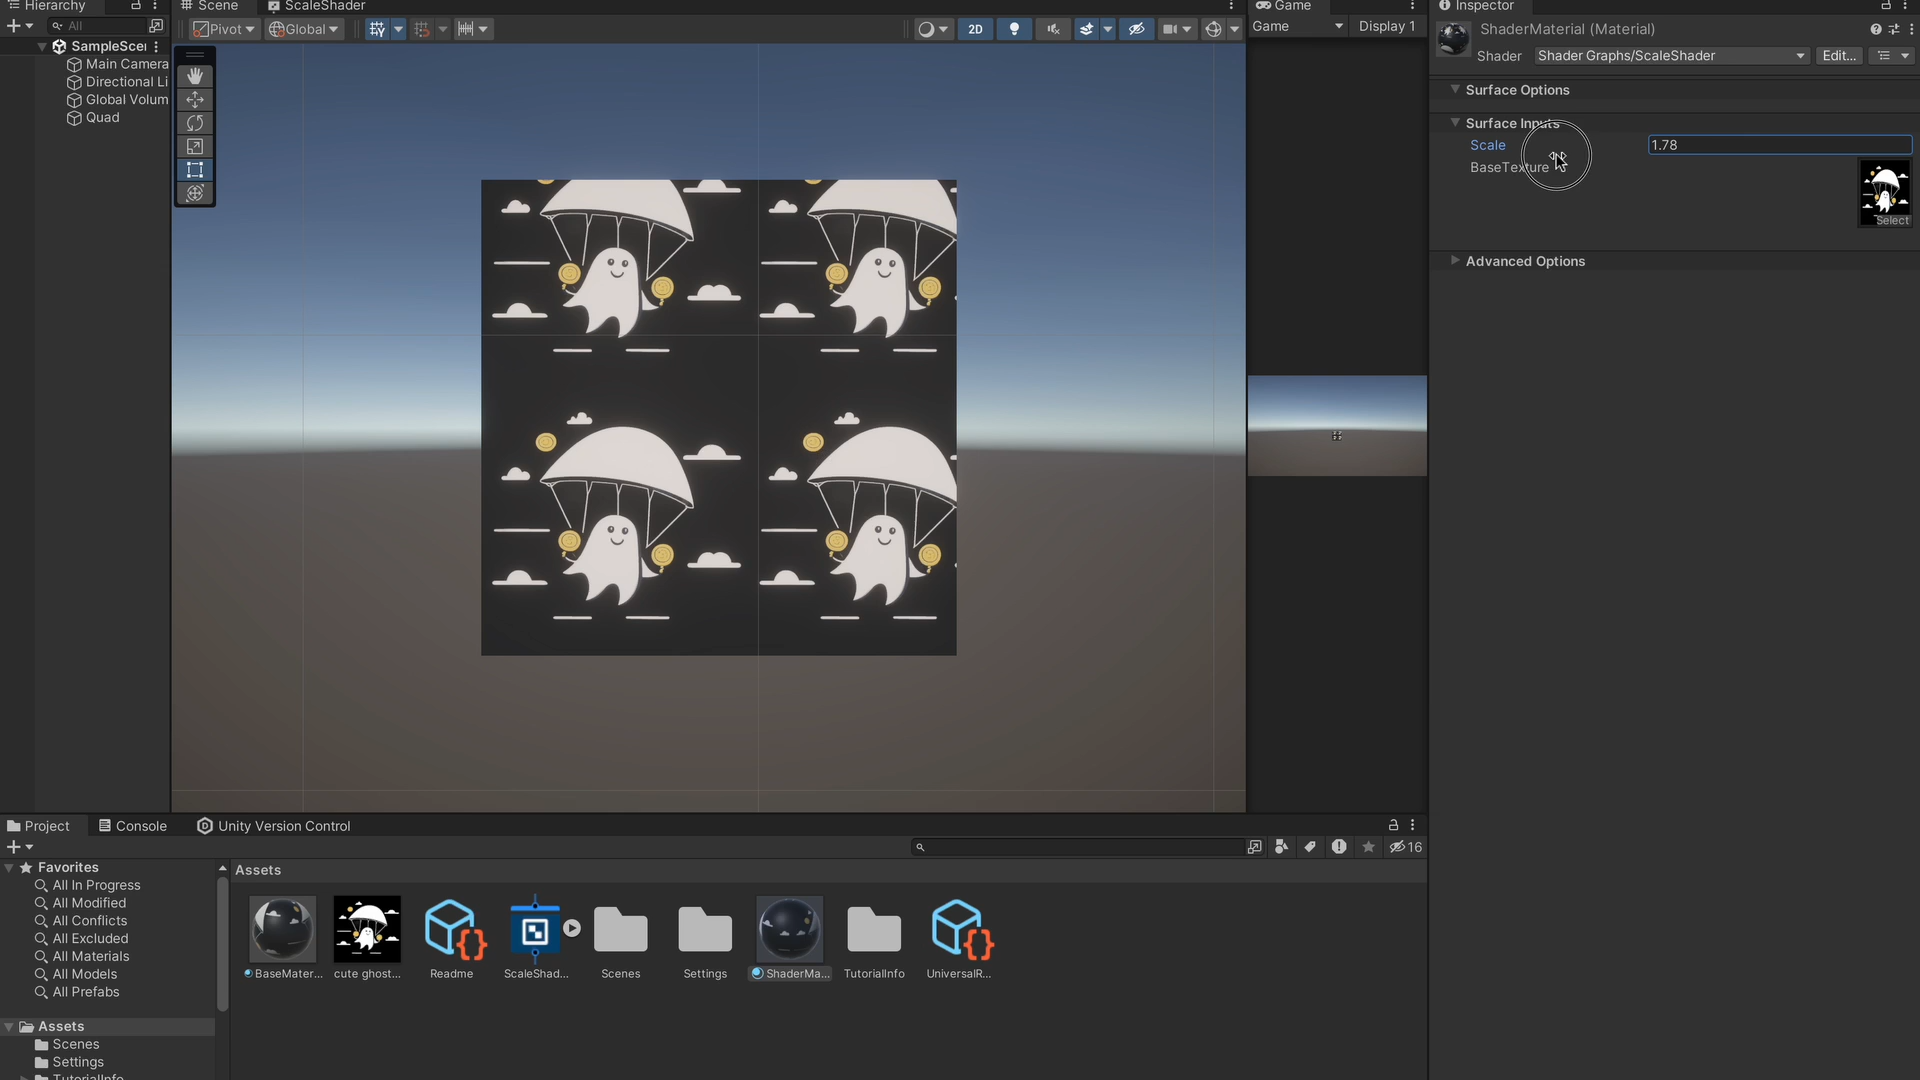 Hierarchy
Scene
ScaleShader
Game
Inspector
All
Pivot
Global
2D
Game
Display 1
ShaderMaterial (Material)
Shader
Shader Graphs/ScaleShader
Edit...
SampleScen
Main Camera
Directional Li
Global Volum
Quad
Surface Options
Surface Inputs
Scale
1.78
BaseTexture
Select
Advanced Options
Project
Console
Unity Version Control
16
Favorites
All In Progress
All Modified
All Conflicts
All Excluded
All Materials
All Models
All Prefabs
Assets
Scenes
Settings
TutorialInfo
Assets
BaseMater...
cute ghost...
Readme
ScaleShad...
Scenes
Settings
ShaderMa...
TutorialInfo
UniversalR...